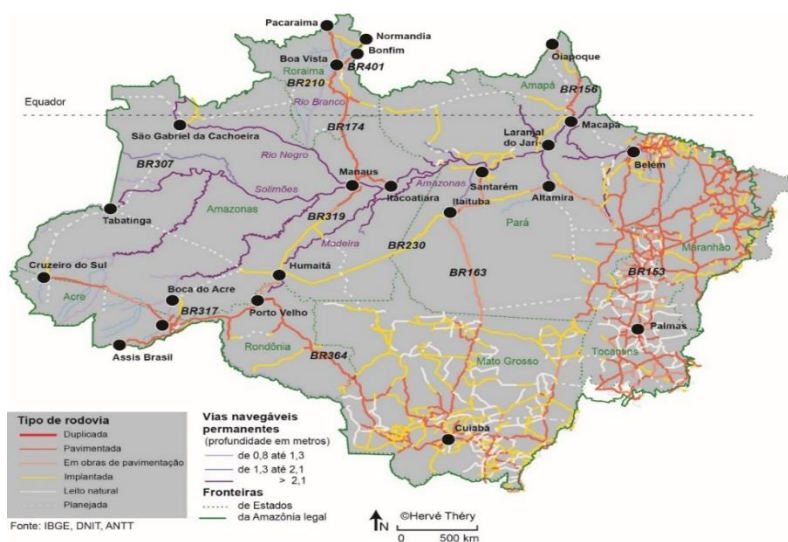 Pacaraima
Normandia
Bonfim
Boa Vista
Roraima
BR401
BR210
Oiapoque
Amapá
BR156
Equador
Rio Branco
São Gabriel da Cachoeira
BR174
Laranjal
do Jari
Macapá
BR307
Rio Negro
Belém
Manaus
Solimões
Amazonas
Santarém
Itacoatiara
Itaituba
Altamira
Tabatinga
Amazonas
BR319
Pará
Maranhão
Madeira
BR230
Cruzeiro do Sul
Humaitá
BR163
BR153
Acre
Boca do Acre
BR317
Porto Velho
Palmas
Assis Brasil
Rondônia
BR364
Mato Grosso
Tocantins
Cuiabá
Tipo de rodovia
Duplicada
Pavimentada
Em obras de pavimentação
Implantada
Leito natural
Planejada
Vias navegáveis
permanentes
(profundidade em metros)
de 0,8 até 1,3
de 1,3 até 2,1
> 2,1
Fronteiras
de Estados
da Amazônia legal
Fonte: IBGE, DNIT, ANTT
N
©Hervé Théry
0 500 km